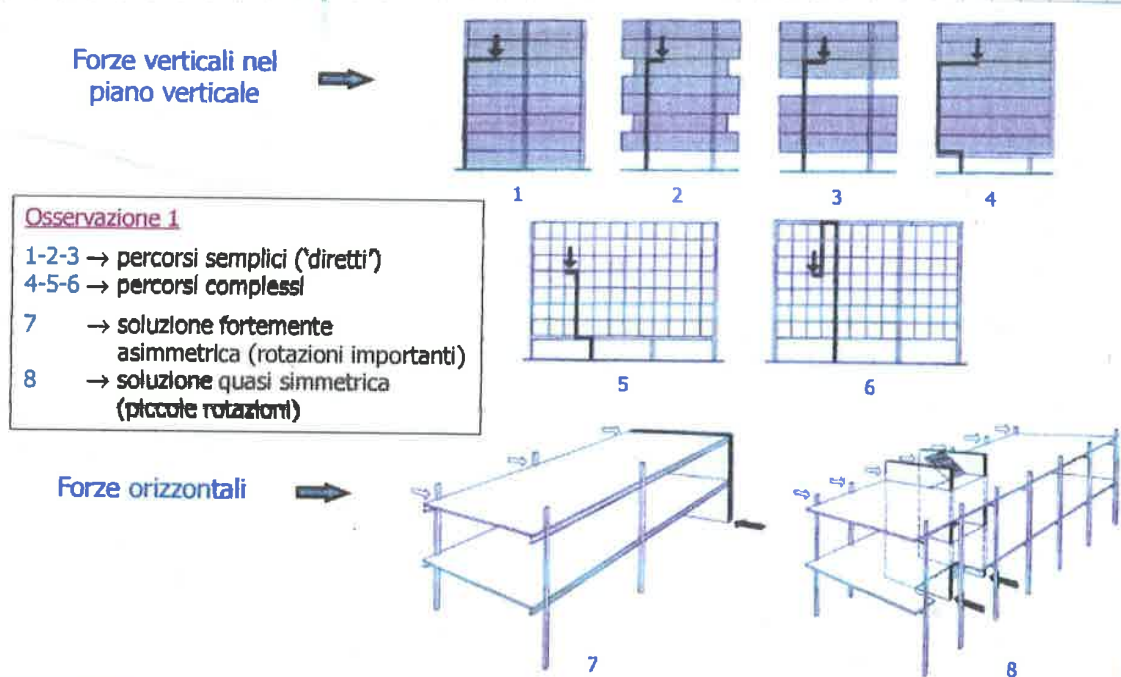 Forze verticali nel
piano verticale
1
2
3
4
Osservazione 1
1-2-3 → percorsi semplici ('diretti')
4-5-6 → percorsi complessi
7 → soluzione fortemente
asimmetrica (rotazioni importanti)
8 → soluzione quasi simmetrica
(piccole rotazioni)
5
6
Forze orizzontali
7
8